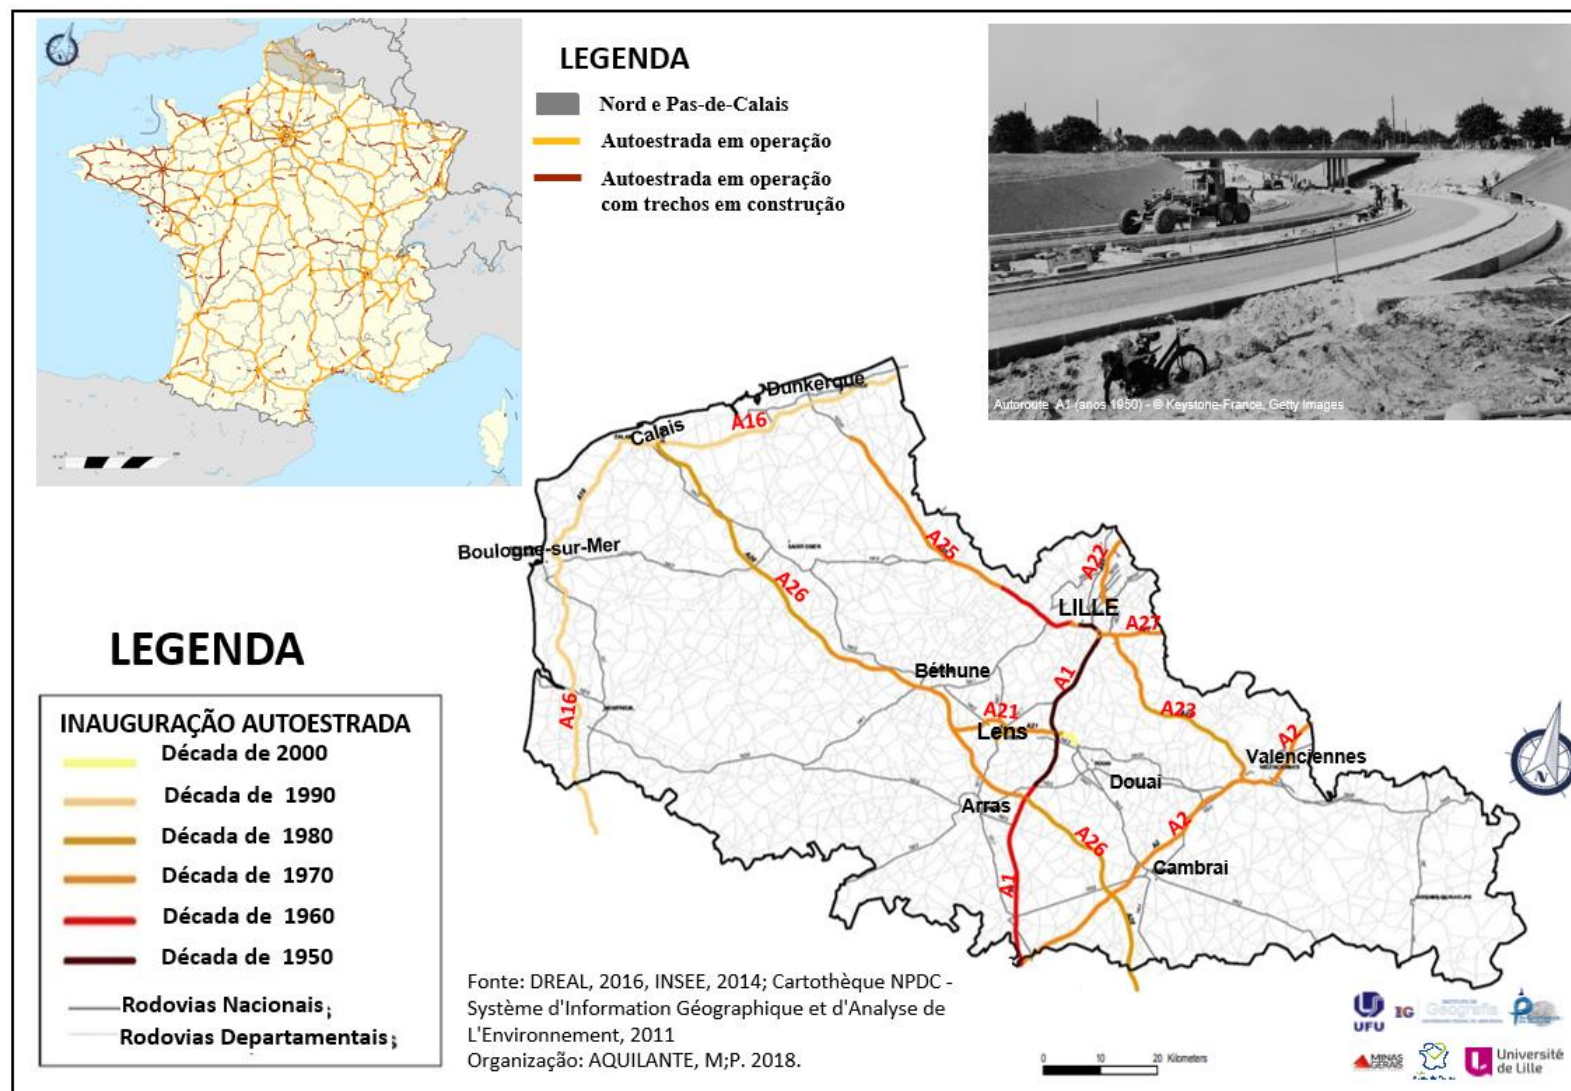 LEGENDA
Nord e Pas-de-Calais
Autoestrada em operação
Autoestrada em operação
com trechos em construção
Autoroute A1 (anos 1950) - © Keystone-France, Getty Images
Dunkerque
A16
Calais
A25
Boulogne-sur-Mer
A26
A22
LILLE
A27
Béthune
A1
A16
A21
Lens
A23
A2
Valenciennes
Douai
Arras
A2
A26
Cambrai
A1
LEGENDA
INAUGURAÇÃO AUTOESTRADA
Década de 2000
Década de 1990
Década de 1980
Década de 1970
Década de 1960
Década de 1950
Rodovias Nacionais;
Rodovias Departamentais;
Fonte: DREAL, 2016, INSEE, 2014; Cartothèque NPDC -
Système d'Information Géographique et d'Analyse de
L'Environnement, 2011
Organização: AQUILANTE, M;P. 2018.
0 10 20 Kilometers
N
UFU
IG
INSTITUTO DE
Geografia
MINAS
GERAIS
Université
de Lille